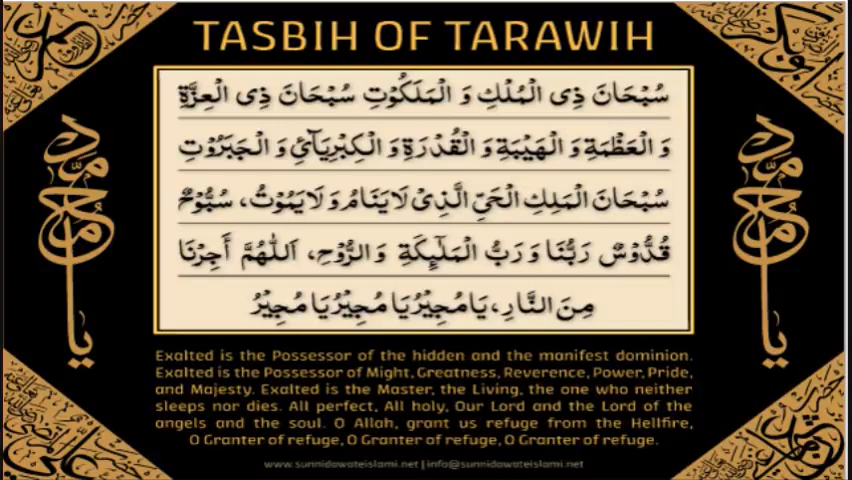 TASBIH OF TARAWIH
سُبْحَانَ ذِی الْمُلْكِ وَ الْمَلَكُوْتِ سُبْحَانَ ذِی الْعِزَّةِ
وَ الْعَظْمَةِ وَ الْهَيْبَةِ وَ الْقُدْرَةِ وَ الْكِبْرِيَآئِ وَ الْجَبَرُوْتِ
سُبْحَانَ الْمَلِكِ الْحَیِّ الَّذِیْ لَا يَنَامُ وَ لَا يَمُوْتُ، سُبُّوْحٌ
قُدُّوْسٌ رَبُّنَا وَ رَبُّ الْمَلٰٓئِكَةِ وَ الرُّوْحِ، اَللّٰهُمَّ أَجِرْنَا
مِنَ النَّارِ، يَا مُجِيْرُ يَا مُجِيْرُ يَا مُجِيْرُ
Exalted is the Possessor of the hidden and the manifest dominion.
Exalted is the Possessor of Might, Greatness, Reverence, Power, Pride,
and Majesty. Exalted is the Master, the Living, the one who neither
sleeps nor dies. All perfect, All holy, Our Lord and the Lord of the
angels and the soul. O Allah, grant us refuge from the Hellfire,
O Granter of refuge, O Granter of refuge, O Granter of refuge.
www.sunnidawateislami.net | info@sunnidawateislami.net
يا محمد
يا محمد